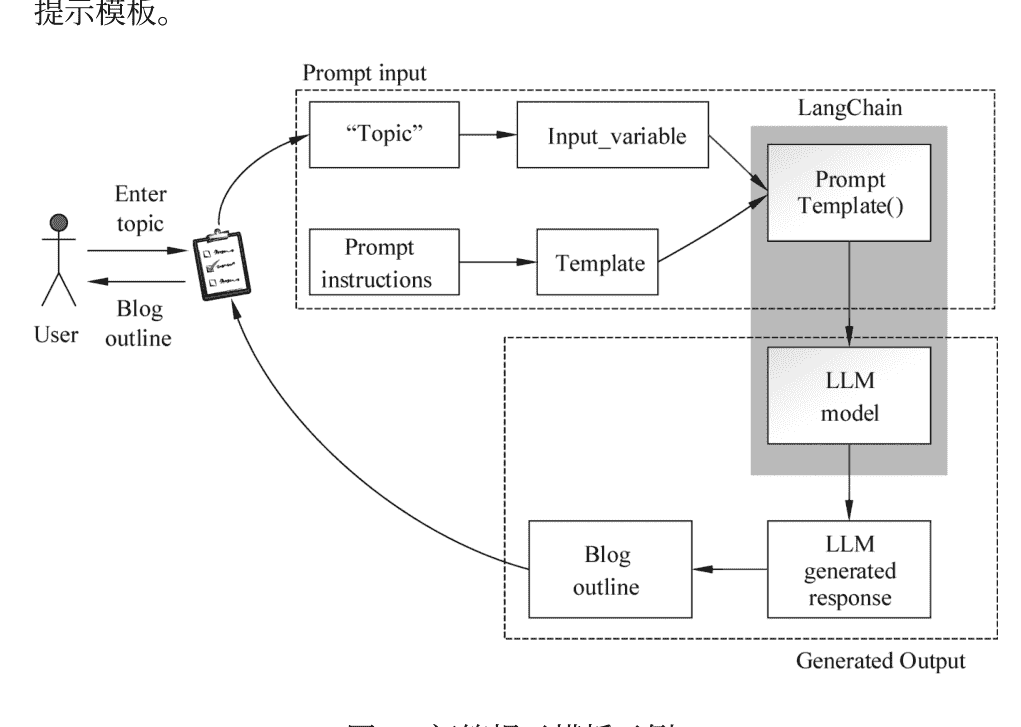 提示模板。
Prompt input
LangChain
“Topic”
Input_variable
Prompt
Template()
Enter
topic
Prompt
instructions
Template
Blog
outline
User
LLM
model
Blog
outline
LLM
generated
response
Generated Output